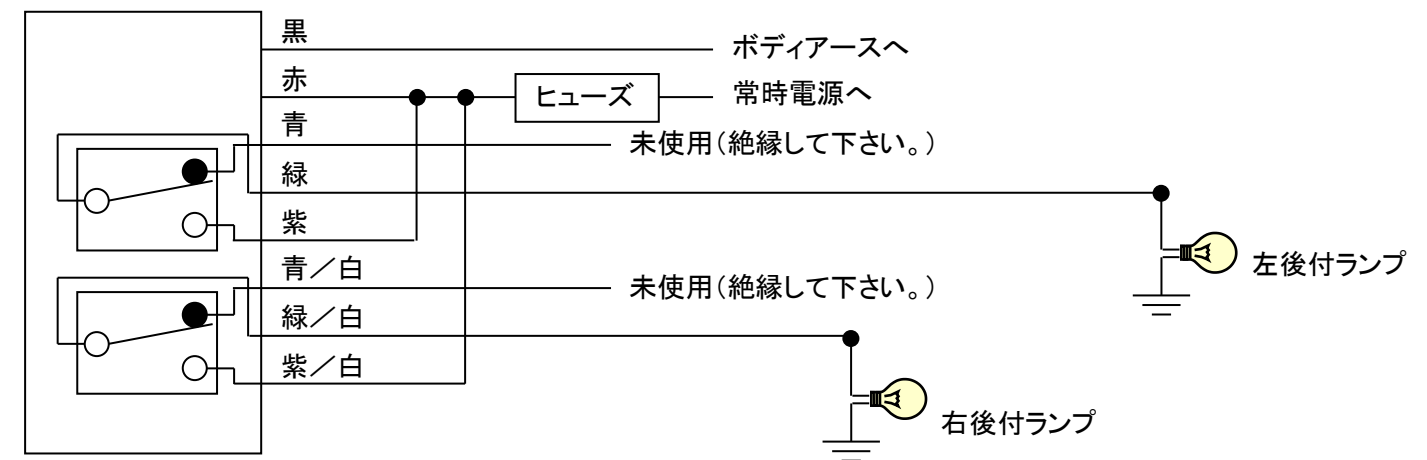 黒
ボディアースへ
赤
ヒューズ
常時電源へ
青
未使用(絶縁して下さい。)
緑
紫
左後付ランプ
青/白
未使用(絶縁して下さい。)
緑/白
紫/白
右後付ランプ